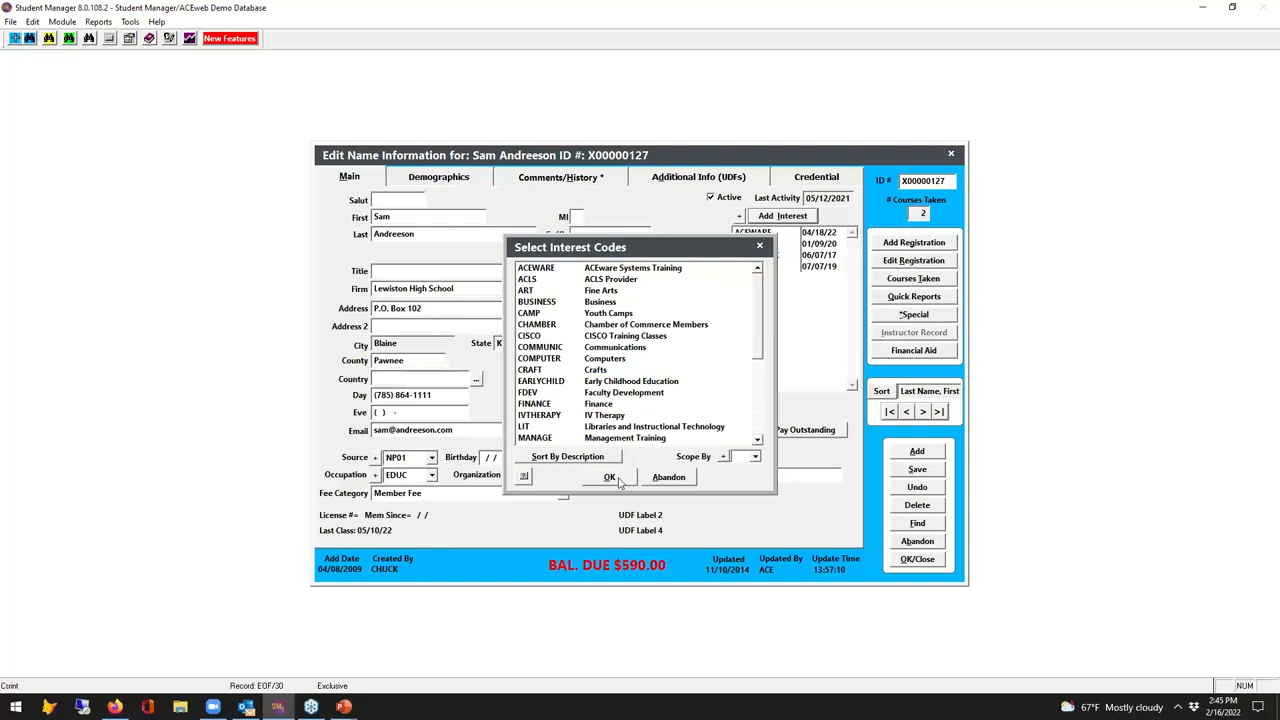 Student Manager 8.0.108.2 - Student Manager/ACEweb Demo Database
File Edit Module Reports Tools Help
New Features
Edit Name Information for: Sam Andreeson ID #: X00000127
Main Demographics Comments/History * Additional Info (UDFs) Credential
Salut
First Sam MI
Last Andreeson
Title
Firm Lewiston High School
Address P.O. Box 102
Address 2
City Blaine State K
County Pawnee
Country ...
Day (785) 864-1111
Eve ( ) -
Email sam@andreeson.com
Source + NP01 Birthday / /
Occupation + EDUC Organization
Fee Category Member Fee
License #= Mem Since= / /
Last Class: 05/10/22
UDF Label 2
UDF Label 4
Active Last Activity 05/12/2021
+ Add Interest
ACEWARE 04/18/22
01/09/20
06/07/17
07/07/19
Pay Outstanding
Select Interest Codes
ACEWARE ACEware Systems Training
ACLS ACLS Provider
ART Fine Arts
BUSINESS Business
CAMP Youth Camps
CHAMBER Chamber of Commerce Members
CISCO CISCO Training Classes
COMMUNIC Communications
COMPUTER Computers
CRAFT Crafts
EARLYCHILD Early Childhood Education
FDEV Faculty Development
FINANCE Finance
IVTHERAPY IV Therapy
LIT Libraries and Instructional Technology
MANAGE Management Training
Sort By Description Scope By +
OK Abandon
ID # X00000127
# Courses Taken
2
Add Registration
Edit Registration
Courses Taken
Quick Reports
*Special
Instructor Record
Financial Aid
Sort Last Name, First
|< < > >|
Add
Save
Undo
Delete
Find
Abandon
OK/Close
Add Date Created By
04/08/2009 CHUCK
BAL. DUE $590.00
Updated Updated By Update Time
11/10/2014 ACE 13:57:10
Csrint Record: EOF/30 Exclusive NUM
67°F Mostly cloudy
2:45 PM
2/16/2022